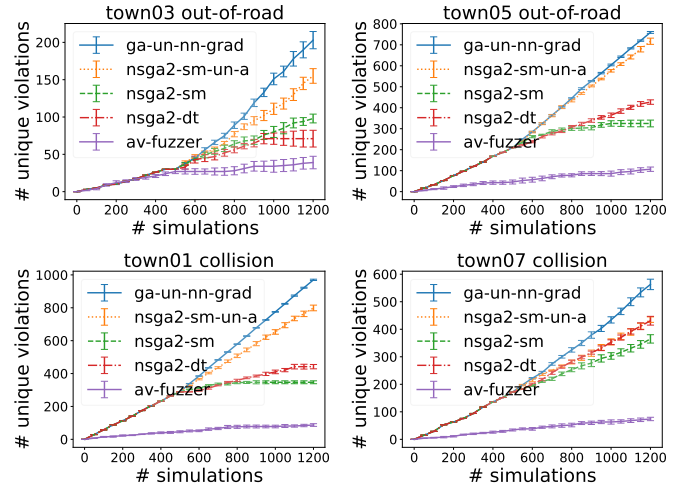 town03 out-of-road
# unique violations
200
150
100
50
0
ga-un-nn-grad
nsga2-sm-un-a
nsga2-sm
nsga2-dt
av-fuzzer
0 200 400 600 800 1000 1200
# simulations
town05 out-of-road
# unique violations
800
700
600
500
400
300
200
100
0
ga-un-nn-grad
nsga2-sm-un-a
nsga2-sm
nsga2-dt
av-fuzzer
0 200 400 600 800 1000 1200
# simulations
town01 collision
# unique violations
1000
800
600
400
200
0
ga-un-nn-grad
nsga2-sm-un-a
nsga2-sm
nsga2-dt
av-fuzzer
0 200 400 600 800 1000 1200
# simulations
town07 collision
# unique violations
600
500
400
300
200
100
0
ga-un-nn-grad
nsga2-sm-un-a
nsga2-sm
nsga2-dt
av-fuzzer
0 200 400 600 800 1000 1200
# simulations